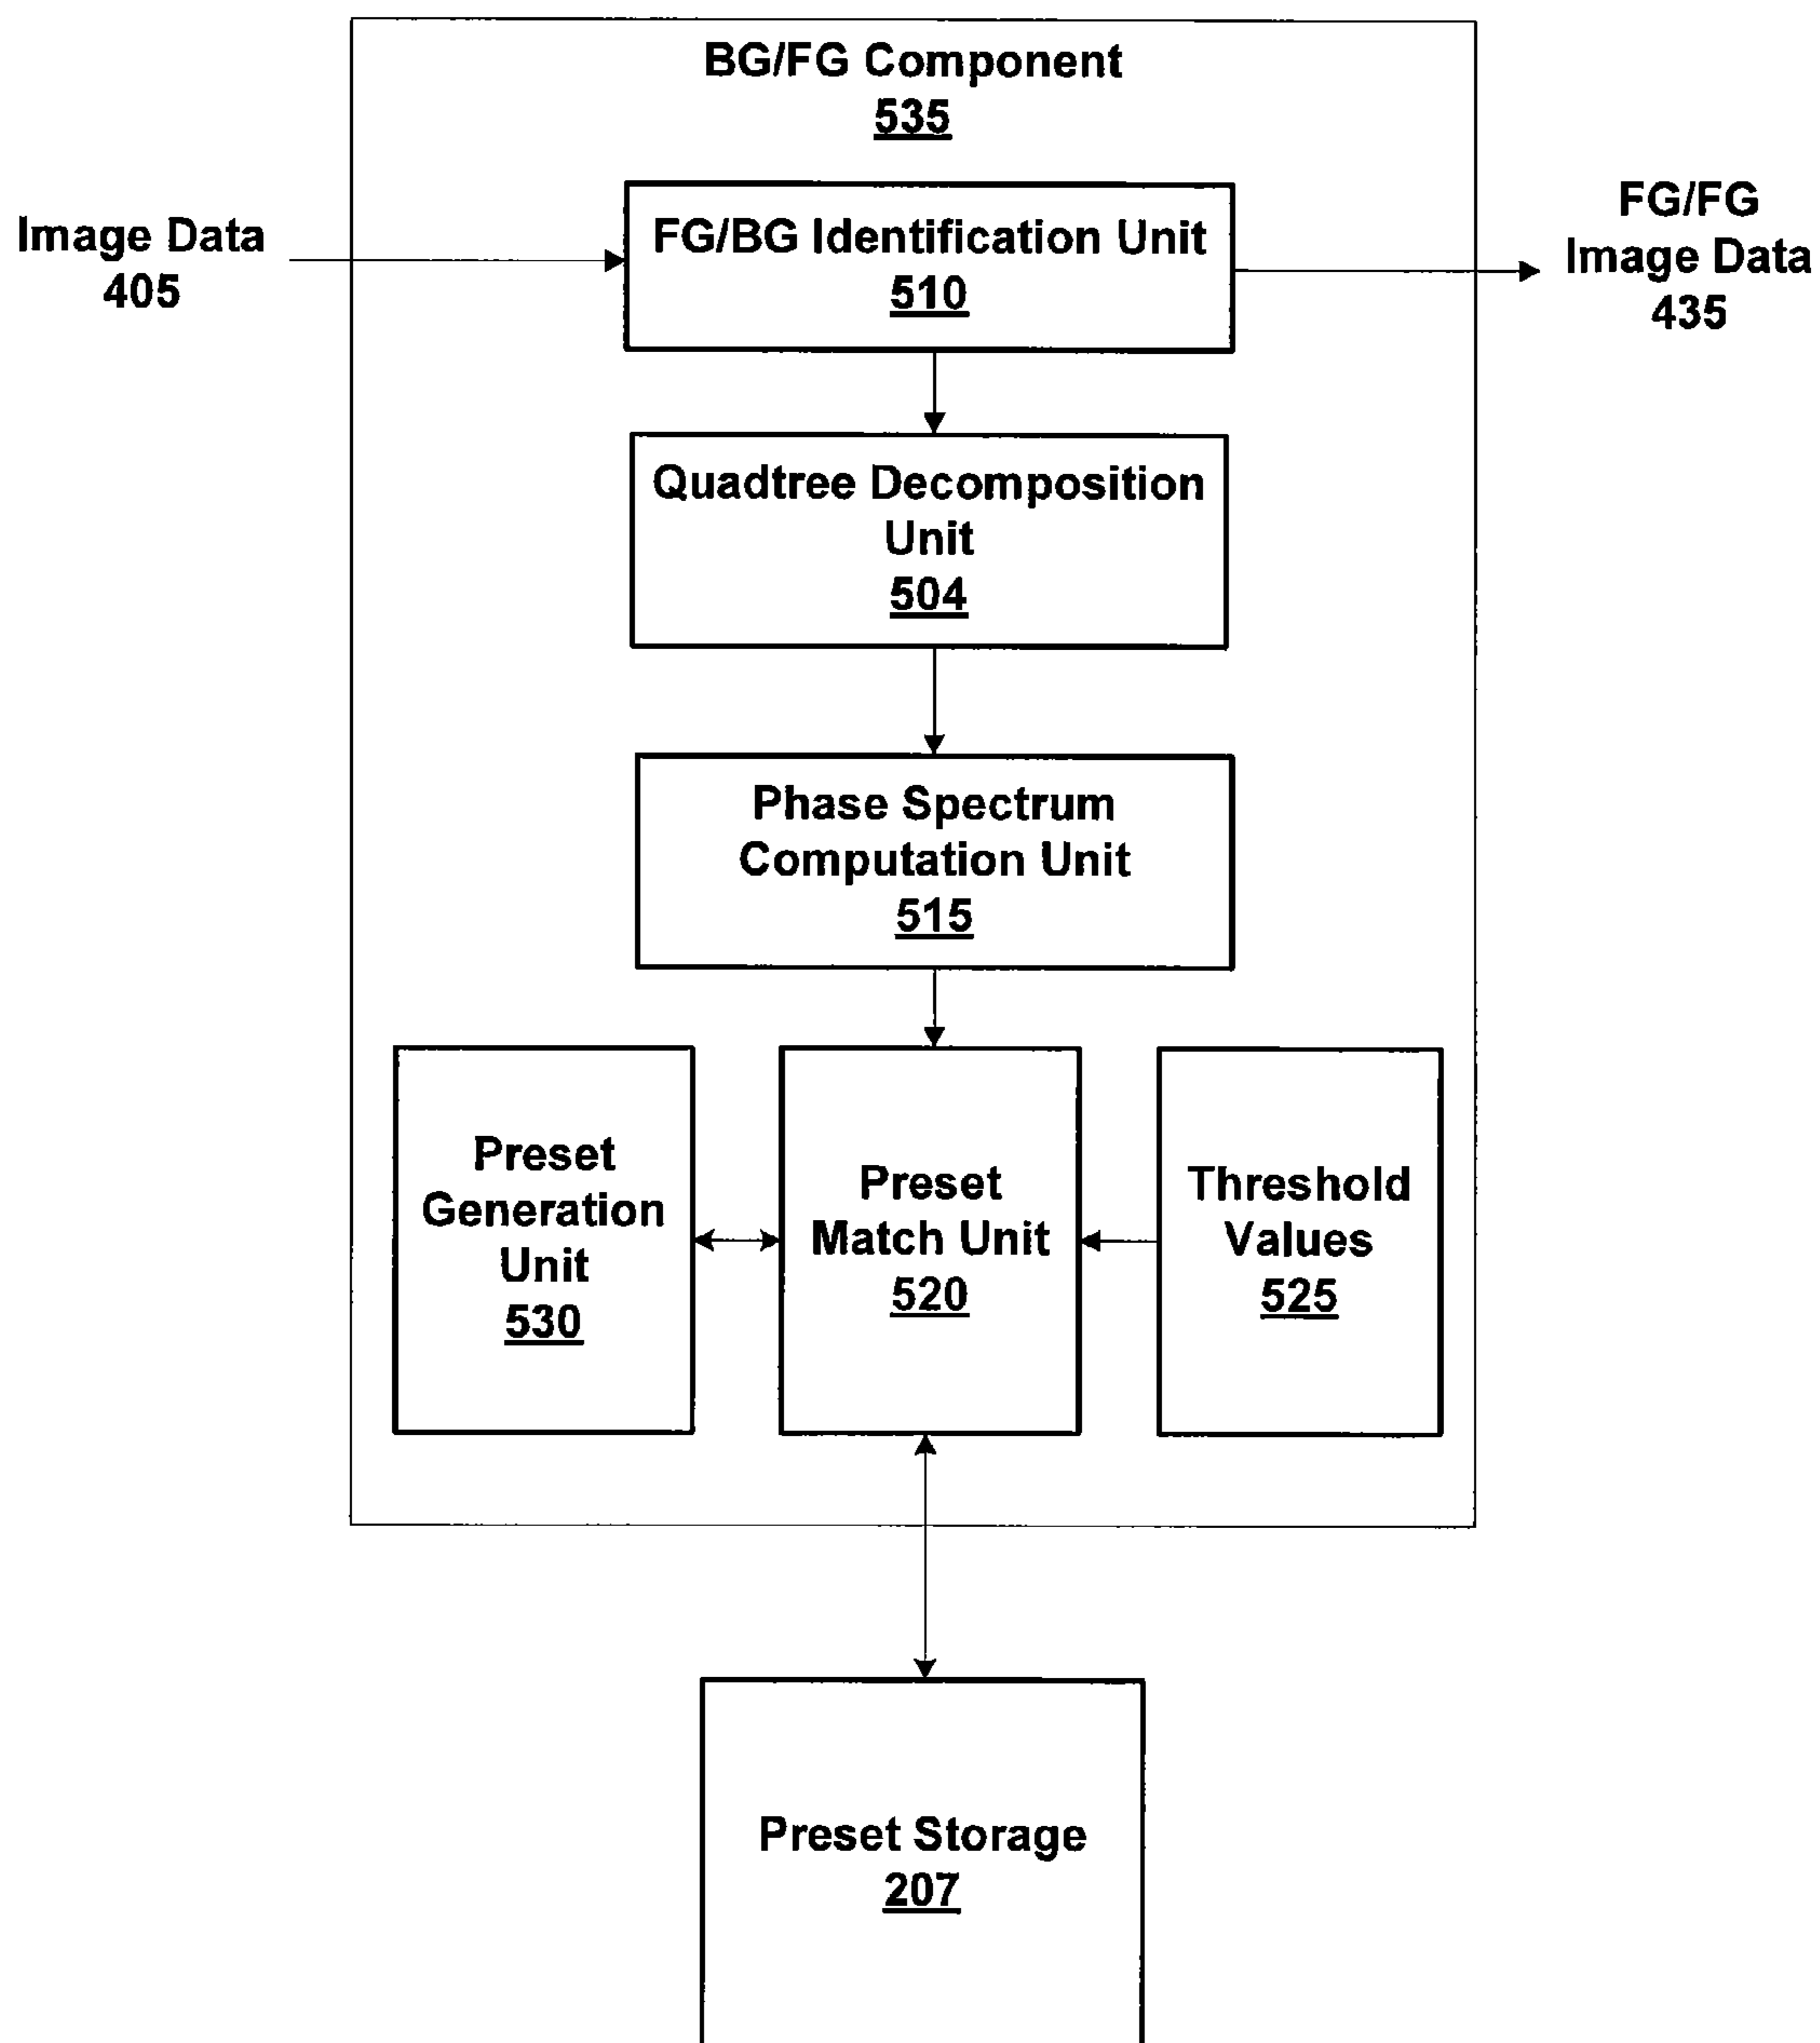 BG/FG Component
535
Image Data
405
FG/BG Identification Unit
510
FG/FG
Image Data
435
Quadtree Decomposition
Unit
504
Phase Spectrum
Computation Unit
515
Preset
Generation
Unit
530
Preset
Match Unit
520
Threshold
Values
525
Preset Storage
207